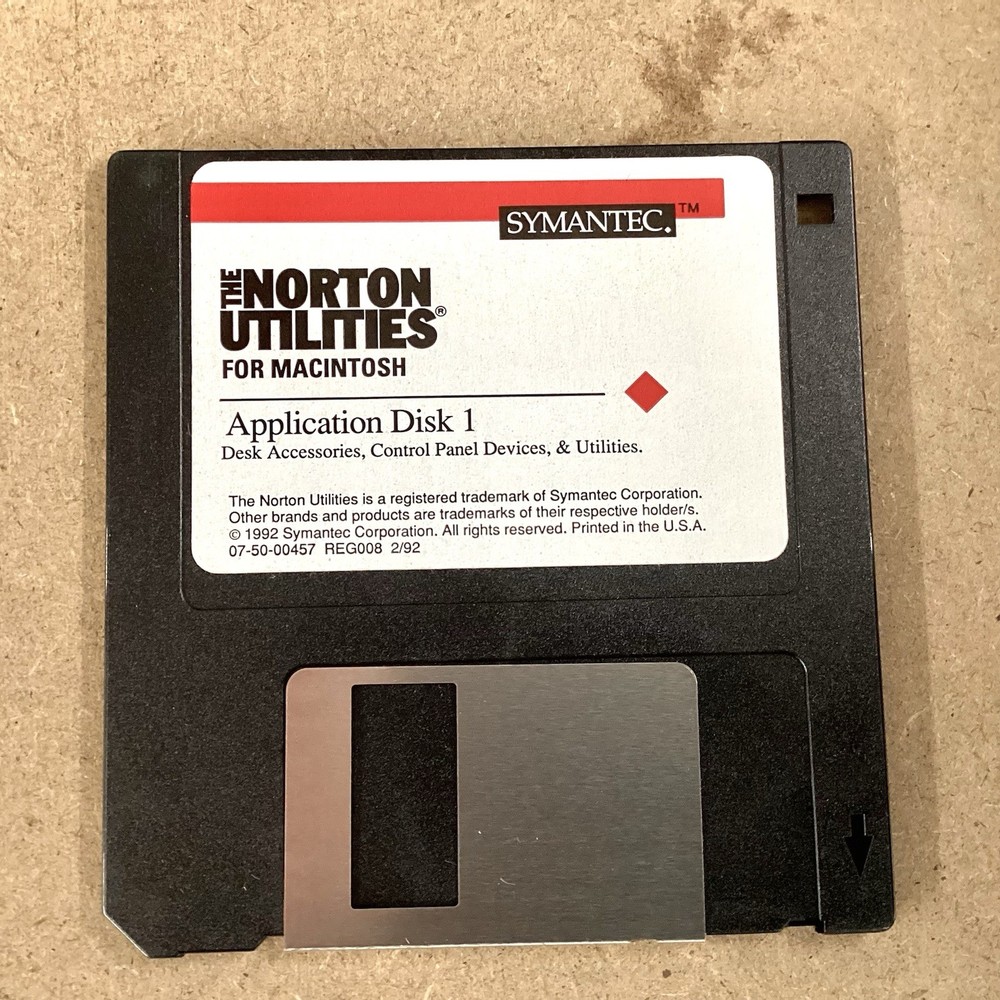 SYMANTEC.™
THE NORTON
UTILITIES®
FOR MACINTOSH
Application Disk 1
Desk Accessories, Control Panel Devices, & Utilities.
The Norton Utilities is a registered trademark of Symantec Corporation.
Other brands and products are trademarks of their respective holder/s.
© 1992 Symantec Corporation. All rights reserved. Printed in the U.S.A.
07-50-00457 REG008 2/92